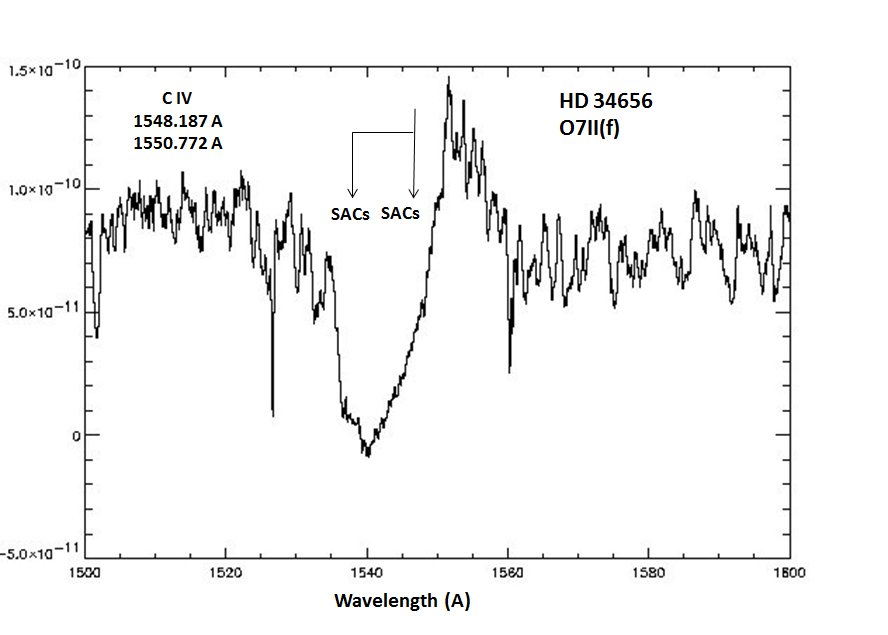 1.5×10⁻¹⁰
C IV
1548.187 A
1550.772 A
HD 34656
O7II(f)
1.0×10⁻¹⁰
SACs SACs
5.0×10⁻¹¹
0
-5.0×10⁻¹¹
1500 1520 1540 1560 1580 1600
Wavelength (A)